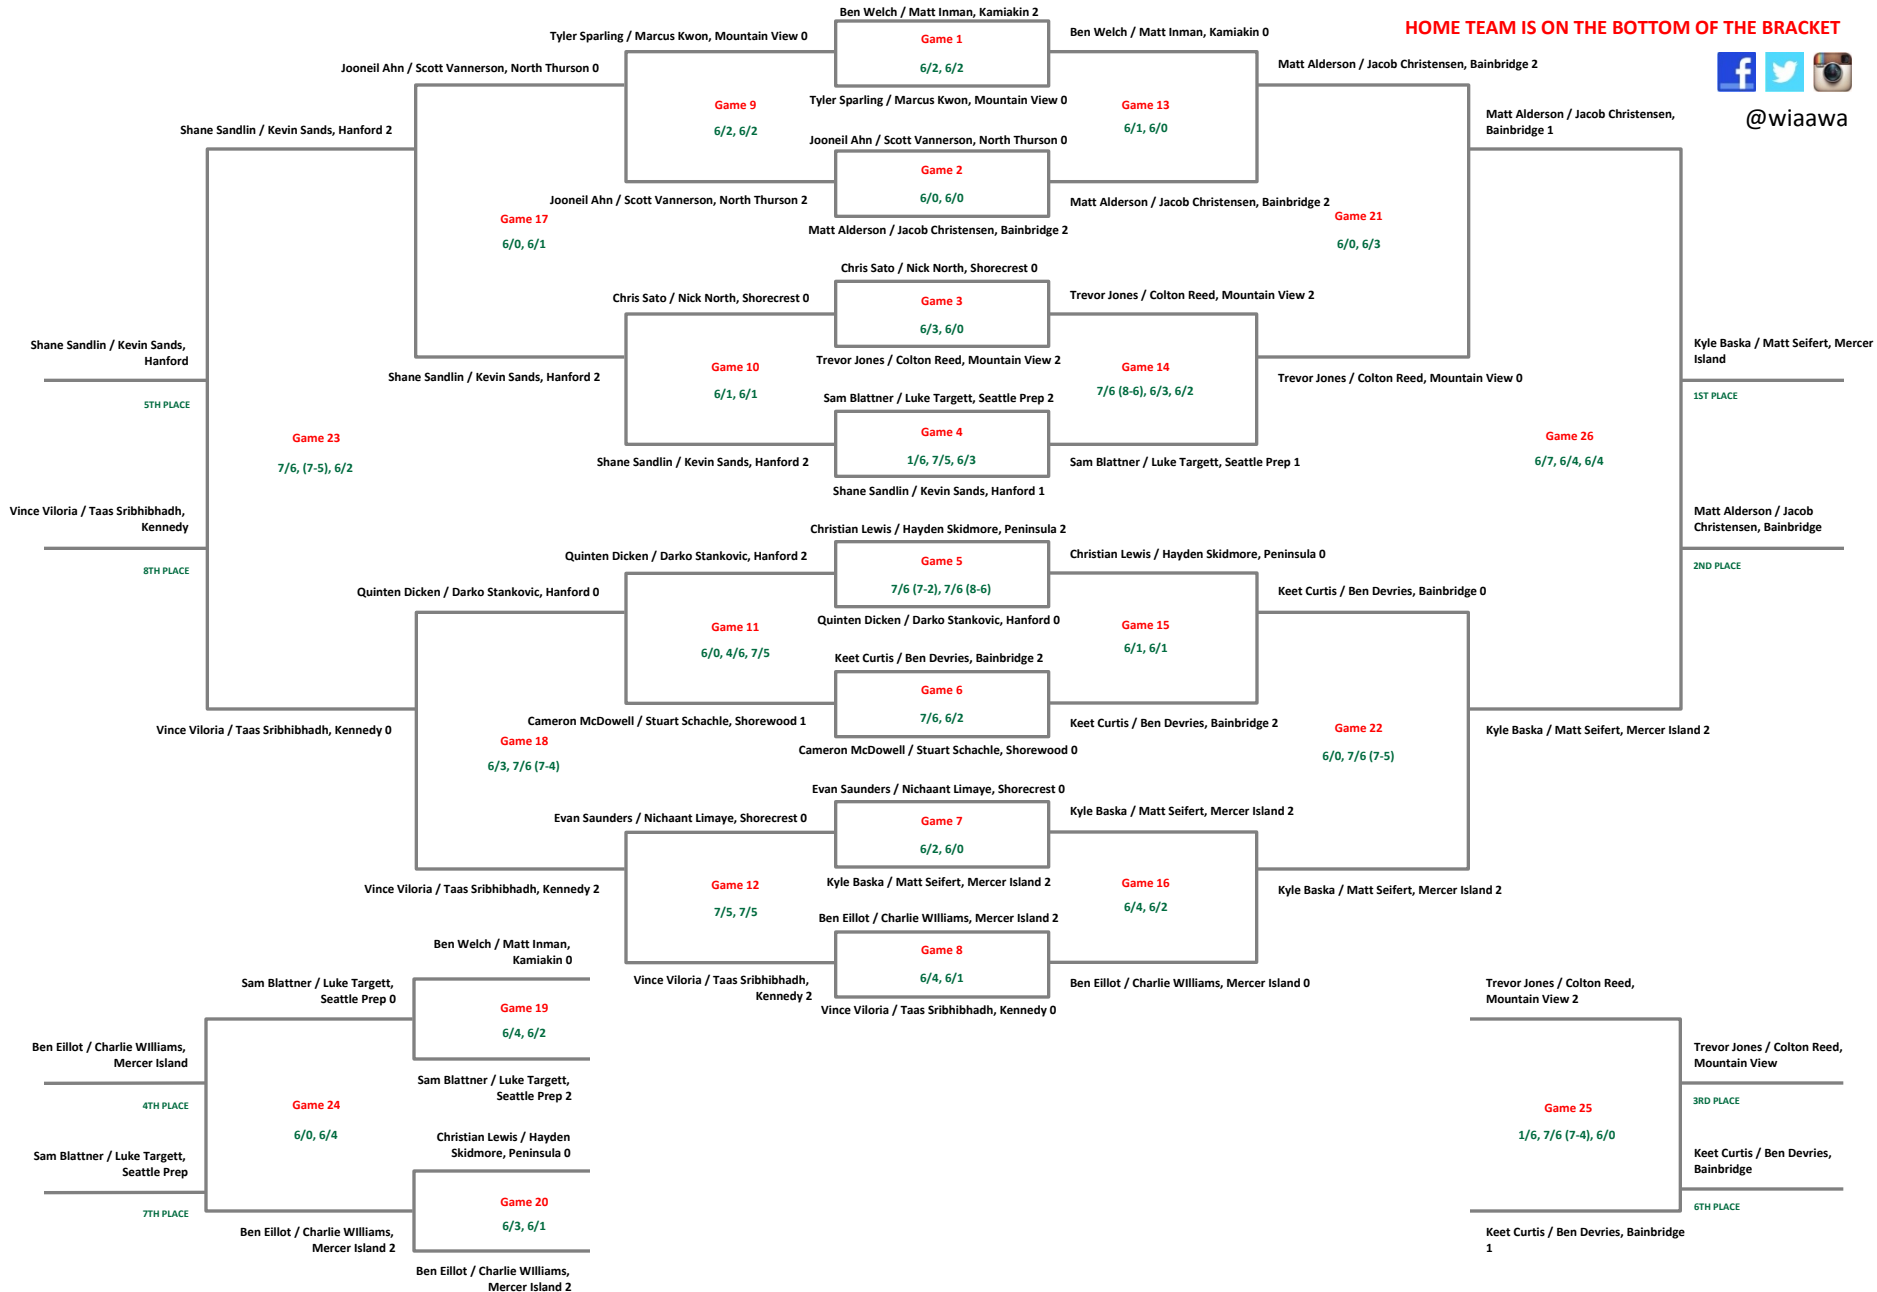 Ben Welch / Matt Inman, Kamiakin 2
HOME TEAM IS ON THE BOTTOM OF THE BRACKET
Tyler Sparling / Marcus Kwon, Mountain View 0
Game 1
Ben Welch / Matt Inman, Kamiakin 0
Jooneil Ahn / Scott Vannerson, North Thurson 0
6/2, 6/2
Matt Alderson / Jacob Christensen, Bainbridge 2
Game 9
Tyler Sparling / Marcus Kwon, Mountain View 0
Game 13
Matt Alderson / Jacob Christensen,
Bainbridge 1
@wiaawa
Shane Sandlin / Kevin Sands, Hanford 2
6/2, 6/2
6/1, 6/0
Jooneil Ahn / Scott Vannerson, North Thurson 0
Game 2
Jooneil Ahn / Scott Vannerson, North Thurson 2
6/0, 6/0
Matt Alderson / Jacob Christensen, Bainbridge 2
Game 17
Game 21
Matt Alderson / Jacob Christensen, Bainbridge 2
6/0, 6/1
6/0, 6/3
Chris Sato / Nick North, Shorecrest 0
Chris Sato / Nick North, Shorecrest 0
Game 3
Trevor Jones / Colton Reed, Mountain View 2
6/3, 6/0
Shane Sandlin / Kevin Sands,
Hanford
Kyle Baska / Matt Seifert, Mercer
Island
Trevor Jones / Colton Reed, Mountain View 2
Game 10
Game 14
Shane Sandlin / Kevin Sands, Hanford 2
Trevor Jones / Colton Reed, Mountain View 0
6/1, 6/1
7/6 (8-6), 6/3, 6/2
5TH PLACE
Sam Blattner / Luke Targett, Seattle Prep 2
1ST PLACE
Game 23
Game 4
Game 26
7/6, (7-5), 6/2
Shane Sandlin / Kevin Sands, Hanford 2
1/6, 7/5, 6/3
Sam Blattner / Luke Targett, Seattle Prep 1
6/7, 6/4, 6/4
Shane Sandlin / Kevin Sands, Hanford 1
Vince Viloria / Taas Sribhibhadh,
Kennedy
Matt Alderson / Jacob
Christensen, Bainbridge
Christian Lewis / Hayden Skidmore, Peninsula 2
Quinten Dicken / Darko Stankovic, Hanford 2
Game 5
Christian Lewis / Hayden Skidmore, Peninsula 0
8TH PLACE
2ND PLACE
Quinten Dicken / Darko Stankovic, Hanford 0
7/6 (7-2), 7/6 (8-6)
Keet Curtis / Ben Devries, Bainbridge 0
Game 11
Quinten Dicken / Darko Stankovic, Hanford 0
Game 15
6/0, 4/6, 7/5
Keet Curtis / Ben Devries, Bainbridge 2
6/1, 6/1
Game 6
Cameron McDowell / Stuart Schachle, Shorewood 1
7/6, 6/2
Keet Curtis / Ben Devries, Bainbridge 2
Vince Viloria / Taas Sribhibhadh, Kennedy 0
Game 18
Game 22
Kyle Baska / Matt Seifert, Mercer Island 2
Cameron McDowell / Stuart Schachle, Shorewood 0
6/3, 7/6 (7-4)
6/0, 7/6 (7-5)
Evan Saunders / Nichaant Limaye, Shorecrest 0
Evan Saunders / Nichaant Limaye, Shorecrest 0
Game 7
Kyle Baska / Matt Seifert, Mercer Island 2
6/2, 6/0
Vince Viloria / Taas Sribhibhadh, Kennedy 2
Game 12
Kyle Baska / Matt Seifert, Mercer Island 2
Game 16
Kyle Baska / Matt Seifert, Mercer Island 2
7/5, 7/5
Ben Eillot / Charlie WIlliams, Mercer Island 2
6/4, 6/2
Ben Welch / Matt Inman,
Kamiakin 0
Game 8
Sam Blattner / Luke Targett,
Seattle Prep 0
Vince Viloria / Taas Sribhibhadh,
Kennedy 2
6/4, 6/1
Ben Eillot / Charlie WIlliams, Mercer Island 0
Trevor Jones / Colton Reed,
Mountain View 2
Game 19
Vince Viloria / Taas Sribhibhadh, Kennedy 0
6/4, 6/2
Ben Eillot / Charlie WIlliams,
Mercer Island
Trevor Jones / Colton Reed,
Mountain View
Sam Blattner / Luke Targett,
Seattle Prep 2
4TH PLACE
Game 24
3RD PLACE
Game 25
6/0, 6/4
Christian Lewis / Hayden
Skidmore, Peninsula 0
1/6, 7/6 (7-4), 6/0
Sam Blattner / Luke Targett,
Seattle Prep
Keet Curtis / Ben Devries,
Bainbridge
7TH PLACE
Game 20
6TH PLACE
6/3, 6/1
Ben Eillot / Charlie WIlliams,
Mercer Island 2
Keet Curtis / Ben Devries, Bainbridge
1
Ben Eillot / Charlie WIlliams,
Mercer Island 2